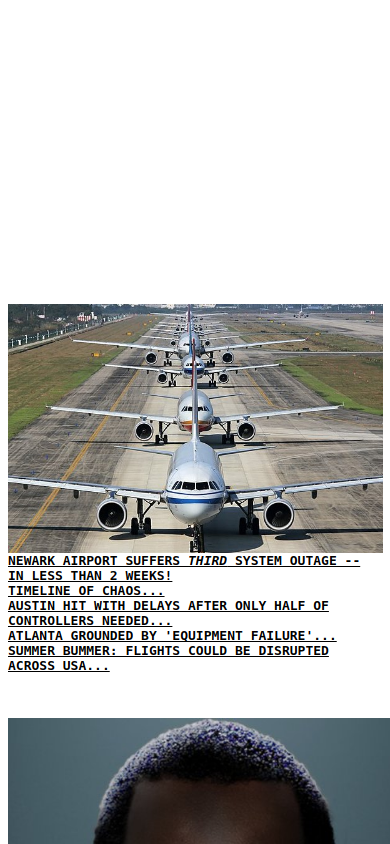 NEWARK AIRPORT SUFFERS THIRD SYSTEM OUTAGE --
IN LESS THAN 2 WEEKS!
TIMELINE OF CHAOS...
AUSTIN HIT WITH DELAYS AFTER ONLY HALF OF
CONTROLLERS NEEDED...
ATLANTA GROUNDED BY 'EQUIPMENT FAILURE'...
SUMMER BUMMER: FLIGHTS COULD BE DISRUPTED
ACROSS USA...